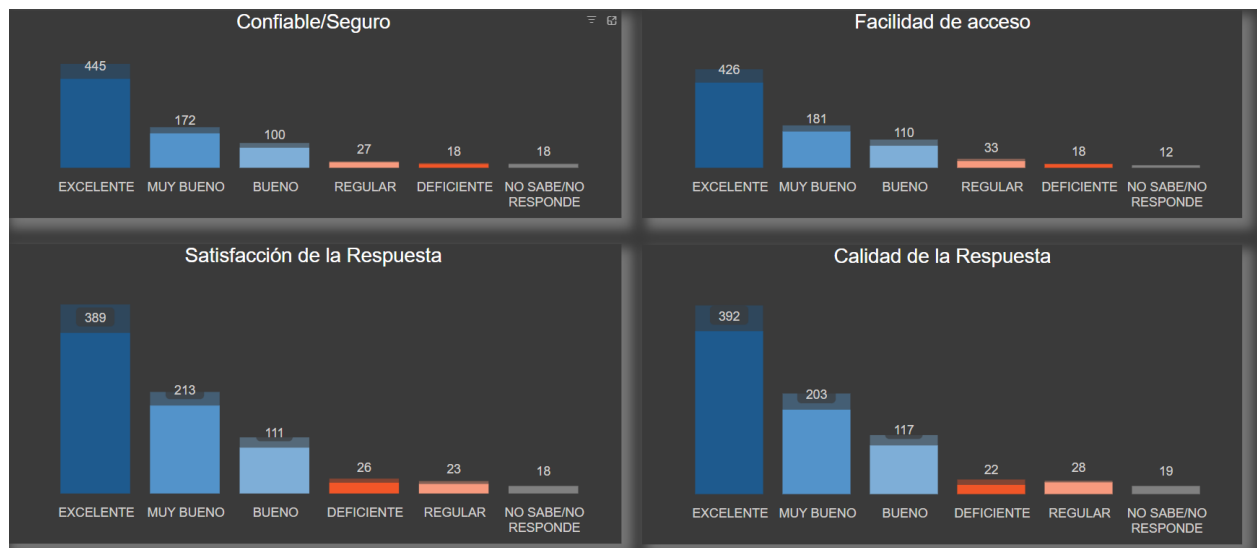 Confiable/Seguro
445
172
100
27
18
18
EXCELENTE MUY BUENO BUENO REGULAR DEFICIENTE NO SABE/NO
RESPONDE
Facilidad de acceso
426
181
110
33
18
12
EXCELENTE MUY BUENO BUENO REGULAR DEFICIENTE NO SABE/NO
RESPONDE
Satisfacción de la Respuesta
389
213
111
26
23
18
EXCELENTE MUY BUENO BUENO DEFICIENTE REGULAR NO SABE/NO
RESPONDE
Calidad de la Respuesta
392
203
117
22
28
19
EXCELENTE MUY BUENO BUENO DEFICIENTE REGULAR NO SABE/NO
RESPONDE